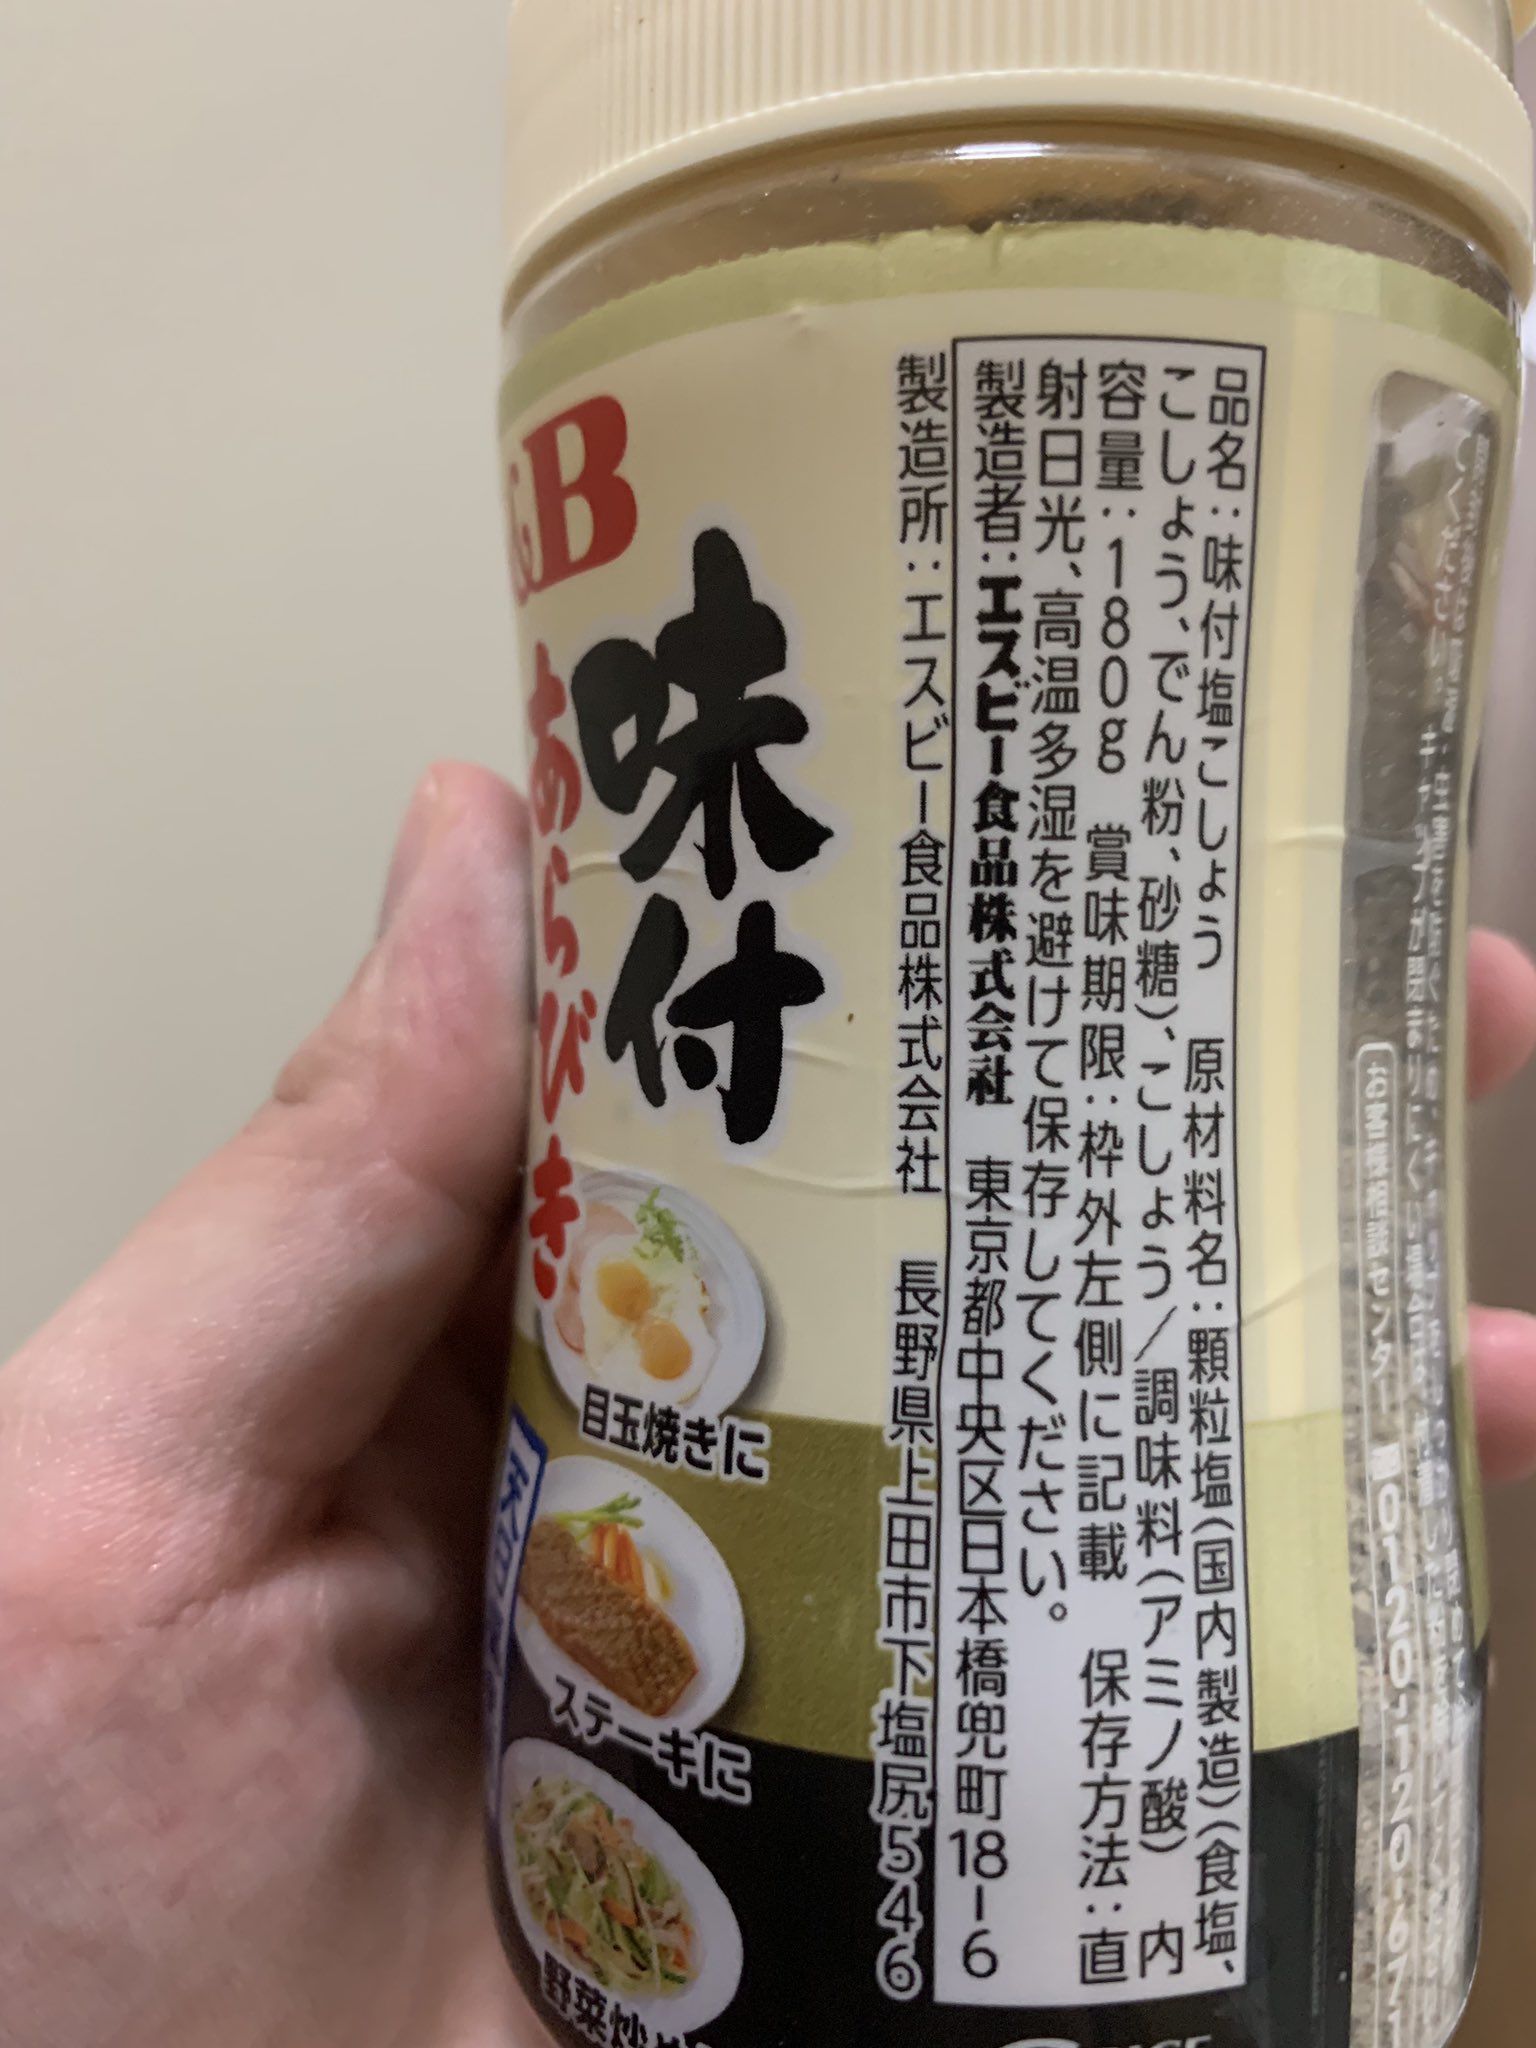 品名:味付塩こしょう 原材料名:顆粒塩(国内製造)(食塩、
こしょう、でん粉、砂糖)、こしょう/調味料(アミノ酸) 内
容量:180g 賞味期限:枠外左側に記載 保存方法:直
射日光、高温多湿を避けて保存してください。
製造者:エスビー食品株式会社 東京都中央区日本橋兜町18-6
製造所:エスビー食品株式会社 長野県上田市下塩尻546
&B
味付
あらびき
目玉焼きに
ステーキに
野菜炒め
お客様相談センター
0120-120-671